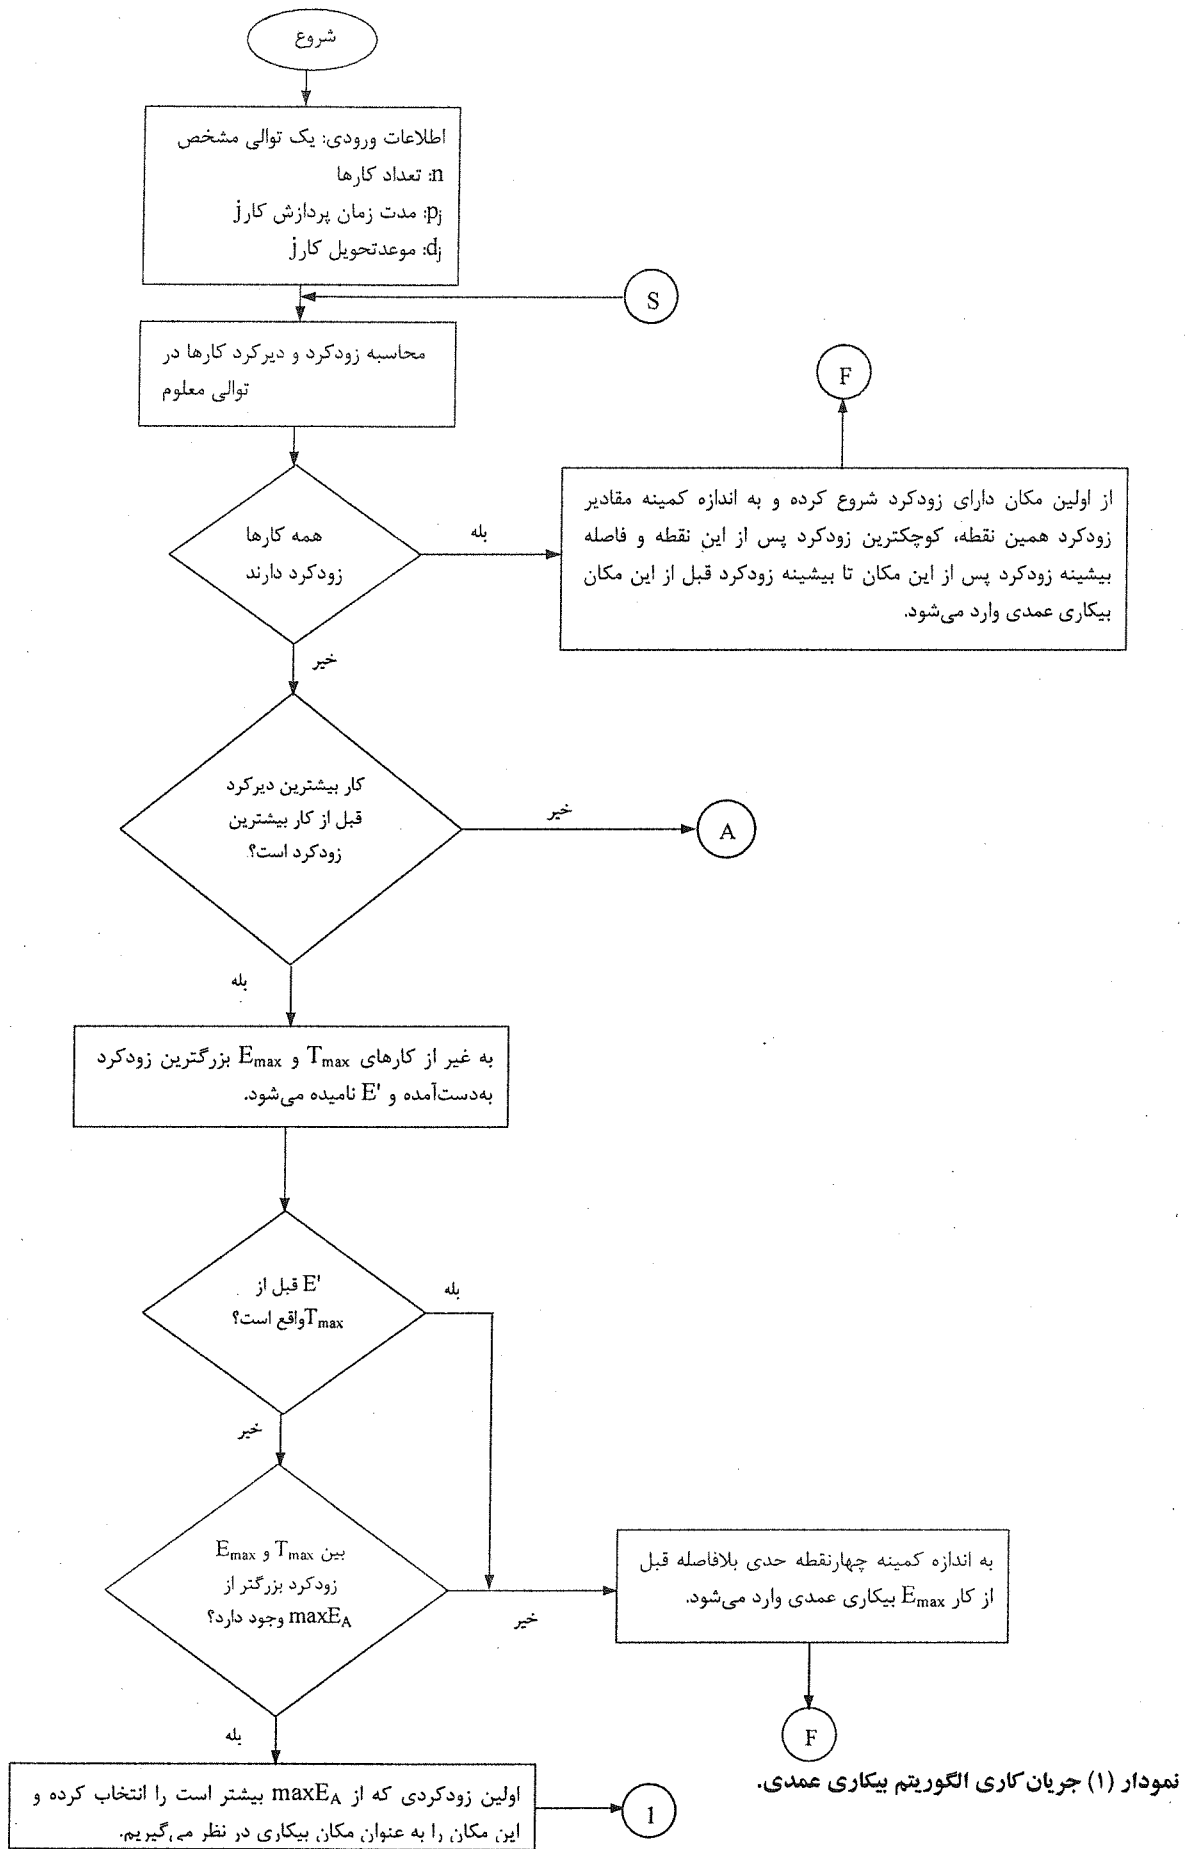 شروع
اطلاعات ورودی: یک توالی مشخص
n: تعداد کارها
pj: مدت زمان پردازش کار j
dj: موعدتحویل کار j
S
محاسبه زودکرد و دیرکرد کارها در
توالی معلوم
F
همه کارها
زودکرد دارند
بله
از اولین مکان دارای زودکرد شروع کرده و به اندازه کمینه مقادیر
زودکرد همین نقطه، کوچکترین زودکرد پس از این نقطه و فاصله
بیشینه زودکرد پس از این مکان تا بیشینه زودکرد قبل از این مکان
بیکاری عمدی وارد می‌شود.
خیر
کار بیشترین دیرکرد
قبل از کار بیشترین
زودکرد است؟
خیر
A
بله
به غیر از کارهای Tmax و Emax بزرگترین زودکرد
به‌دست‌آمده و E' نامیده می‌شود.
E' قبل از
Tmax واقع است؟
بله
خیر
بین Tmax و Emax
زودکرد بزرگتر از
maxEA وجود دارد؟
خیر
به اندازه کمینه چهارنقطه حدی بلافاصله قبل
از کار Emax بیکاری عمدی وارد می‌شود.
F
بله
اولین زودکردی که از maxEA بیشتر است را انتخاب کرده و
این مکان را به عنوان مکان بیکاری در نظر می‌گیریم.
1
نمودار (۱) جریان کاری الگوریتم بیکاری عمدی.